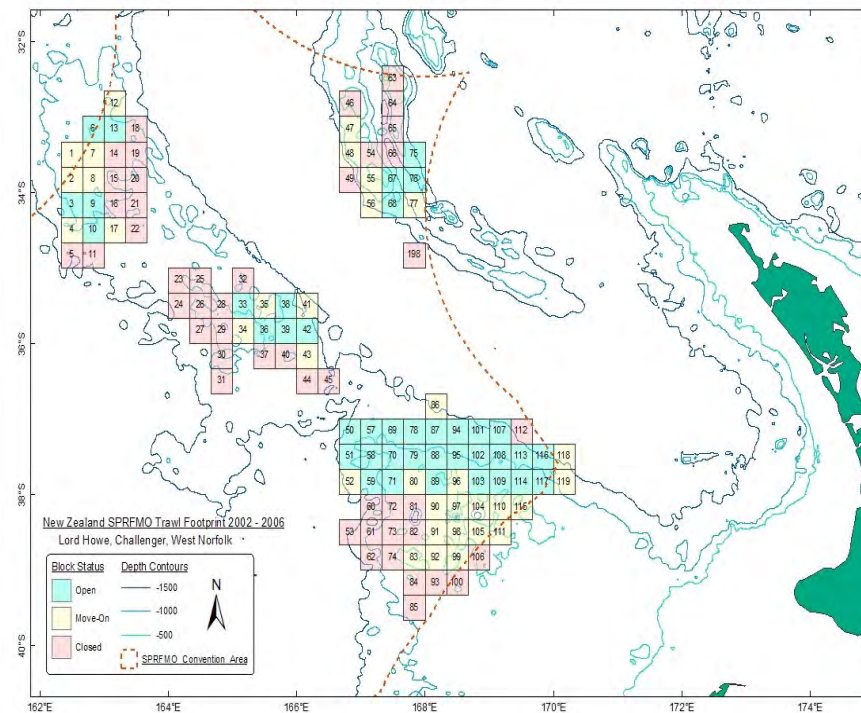 32°S
63
12 46 64
6 13 18 47 65
1 7 14 19 48 54 66 75
2 8 15 20 49 55 67 76
34°S
3 9 16 21 56 68 77
4 10 17 22
5 11 198
23 25 32
24 26 28 33 35 38 41
27 29 34 36 39 42
36°S
30 37 40 43
31 44 45
86
50 57 69 78 87 94 101 107 112
51 58 70 79 88 95 102 108 113 116 118
52 59 71 80 89 96 103 109 114 117 119
38°S
60 72 81 90 97 104 110 115
53 61 73 82 91 98 105 111
62 74 83 92 99 106
84 93 100
85
40°S
New Zealand SPRFMO Trawl Footprint 2002 - 2006
Lord Howe, Challenger, West Norfolk
Block Status
Open
Move-On
Closed
Depth Contours
-1500
-1000
-500
SPRFMO Convention Area
N
162°E 164°E 166°E 168°E 170°E 172°E 174°E